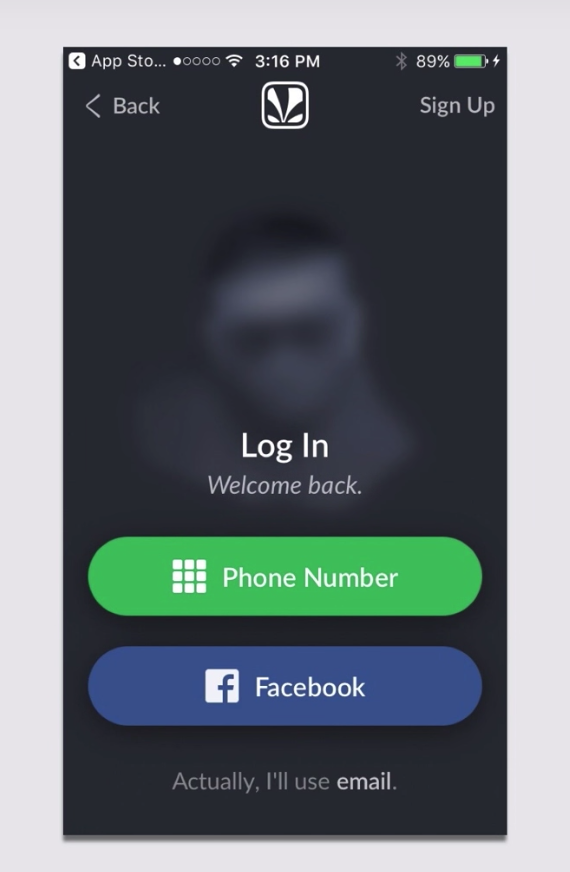 App Sto... 3:16 PM 89%
Back Sign Up
Log In
Welcome back.
Phone Number
Facebook
Actually, I'll use email.